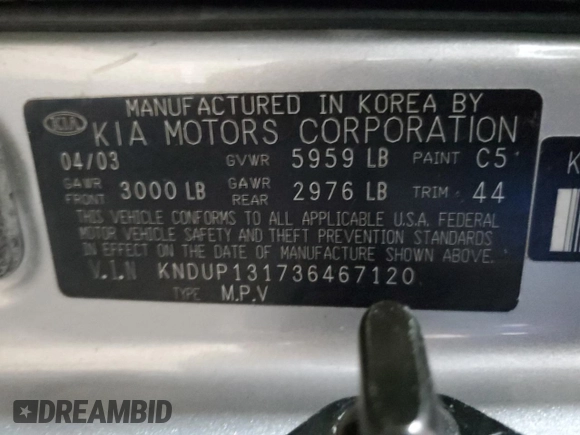 MANUFACTURED IN KOREA BY
KIA KIA MOTORS CORPORATION
04/03 GVWR 5959 LB PAINT C5
GAWR FRONT 3000 LB GAWR REAR 2976 LB TRIM 44
THIS VEHICLE CONFORMS TO ALL APPLICABLE U.S.A. FEDERAL
MOTOR VEHICLE SAFETY AND THEFT PREVENTION STANDARDS
IN EFFECT ON THE DATE OF MANUFACTURE SHOWN ABOVE.
V.I.N KNDUP131736467120
TYPE M.P.V
K
DREAMBID